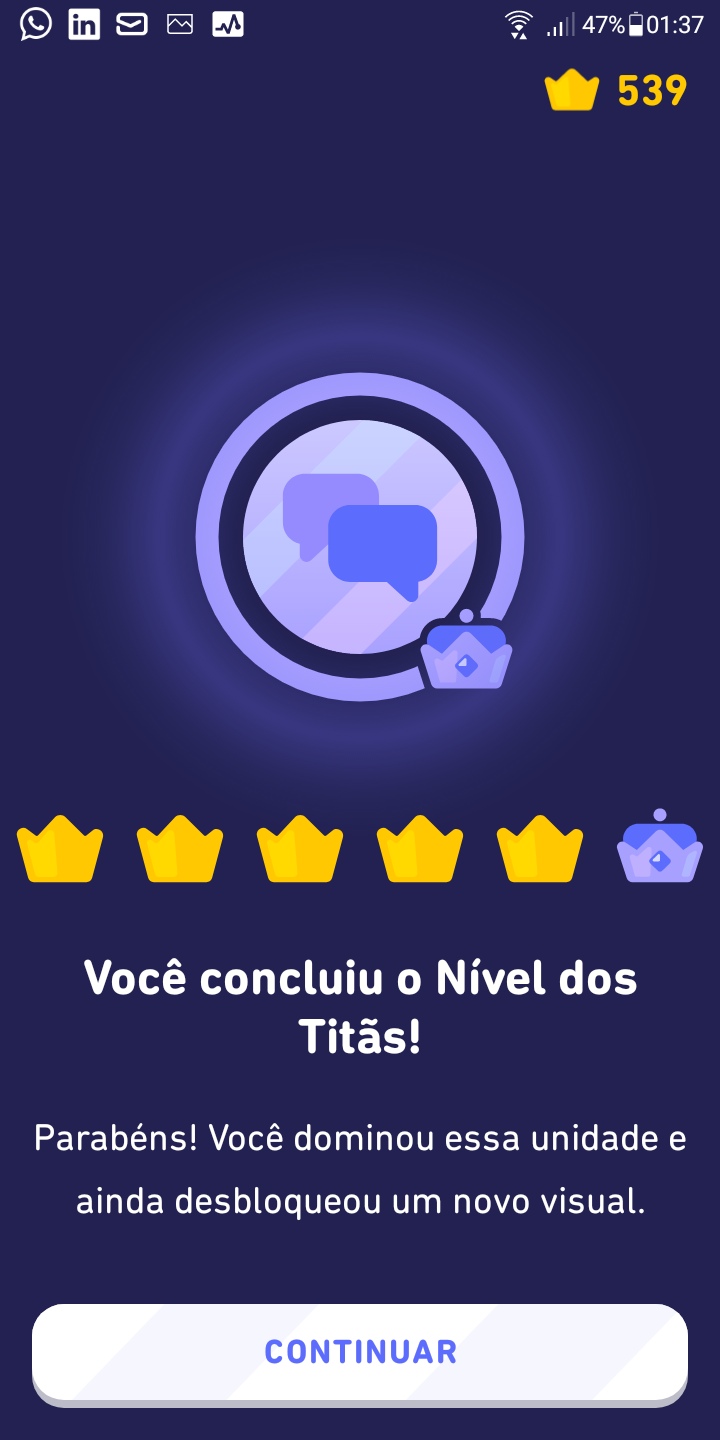 47% 01:37
539
Você concluiu o Nível dos
Titãs!
Parabéns! Você dominou essa unidade e
ainda desbloqueou um novo visual.
CONTINUAR